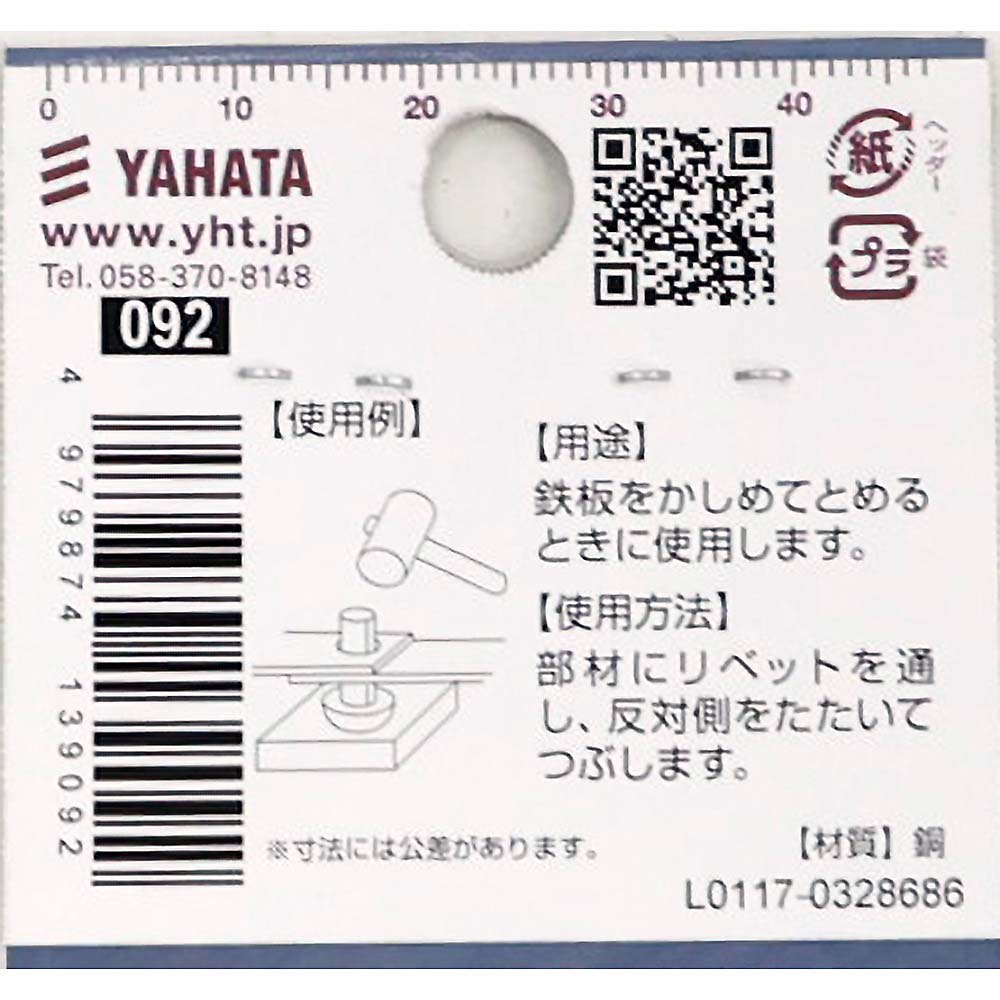 0 10 20 30 40
YAHATA
www.yht.jp
Tel.058-370-8148
092
紙
ヘッダー
プラ
袋
4 979874 139092
【使用例】
【用途】
鉄板をかしめてとめる
ときに使用します。
【使用方法】
部材にリベットを通
し、反対側をたたいて
つぶします。
※寸法には公差があります。
【材質】銅
L0117-0328686